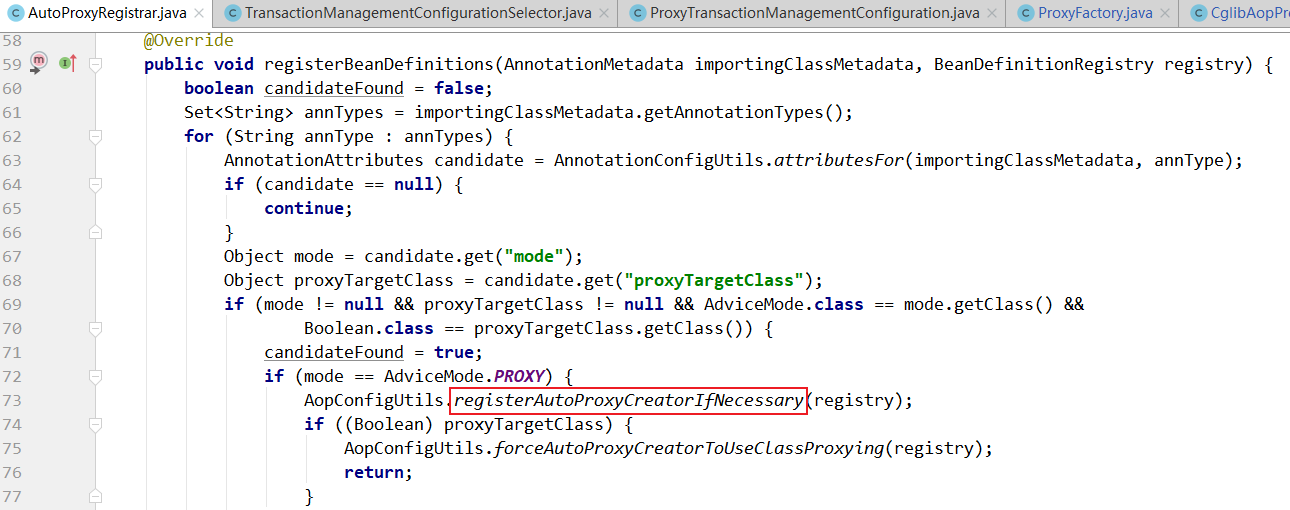 AutoProxyRegistrar.java × TransactionManagementConfigurationSelector.java × ProxyTransactionManagementConfiguration.java × ProxyFactory.java × CglibAopPro
58 @Override
59 public void registerBeanDefinitions(AnnotationMetadata importingClassMetadata, BeanDefinitionRegistry registry) {
60 boolean candidateFound = false;
61 Set<String> annTypes = importingClassMetadata.getAnnotationTypes();
62 for (String annType : annTypes) {
63 AnnotationAttributes candidate = AnnotationConfigUtils.attributesFor(importingClassMetadata, annType);
64 if (candidate == null) {
65 continue;
66 }
67 Object mode = candidate.get("mode");
68 Object proxyTargetClass = candidate.get("proxyTargetClass");
69 if (mode != null && proxyTargetClass != null && AdviceMode.class == mode.getClass() &&
70 Boolean.class == proxyTargetClass.getClass()) {
71 candidateFound = true;
72 if (mode == AdviceMode.PROXY) {
73 AopConfigUtils.registerAutoProxyCreatorIfNecessary(registry);
74 if ((Boolean) proxyTargetClass) {
75 AopConfigUtils.forceAutoProxyCreatorToUseClassProxying(registry);
76 return;
77 }